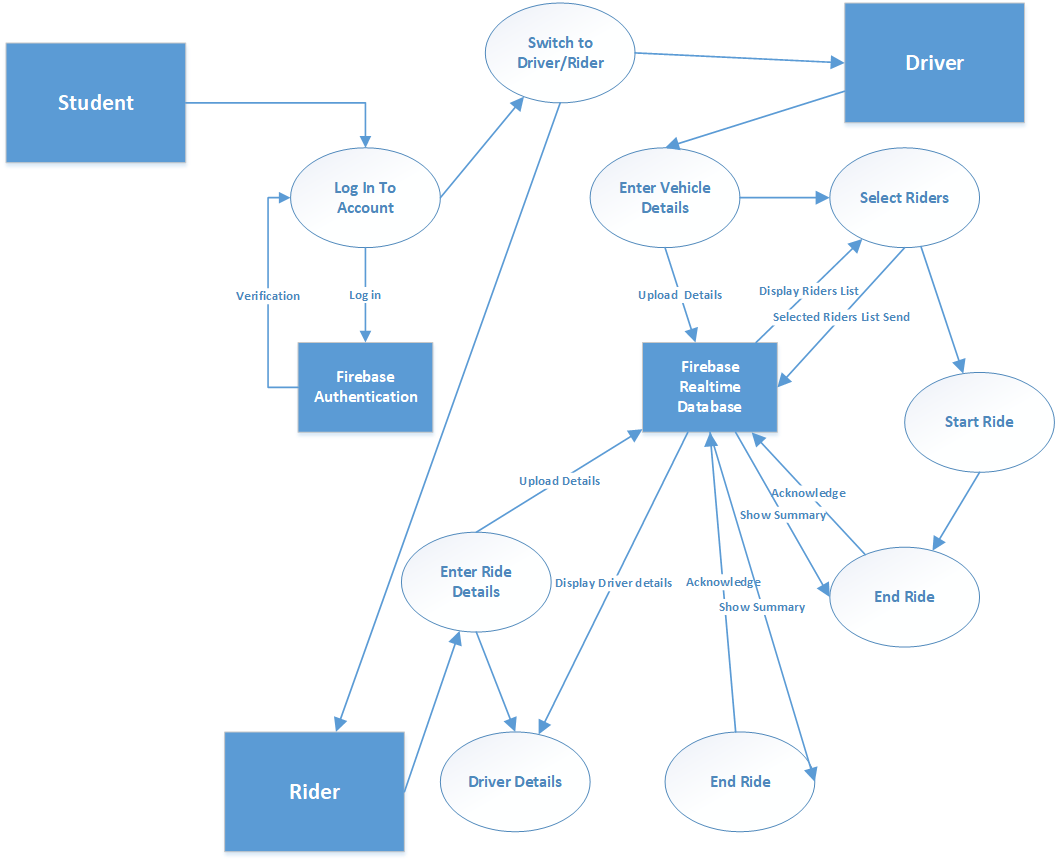 Switch to
Driver/Rider
Driver
Student
Log In To
Account
Enter Vehicle
Details
Select Riders
Verification
Log in
Upload Details
Display Riders List
Selected Riders List Send
Firebase
Authentication
Firebase
Realtime
Database
Start Ride
Upload Details
Acknowledge
Show Summary
Enter Ride
Details
Display Driver details
Acknowledge
Show Summary
End Ride
Rider
Driver Details
End Ride